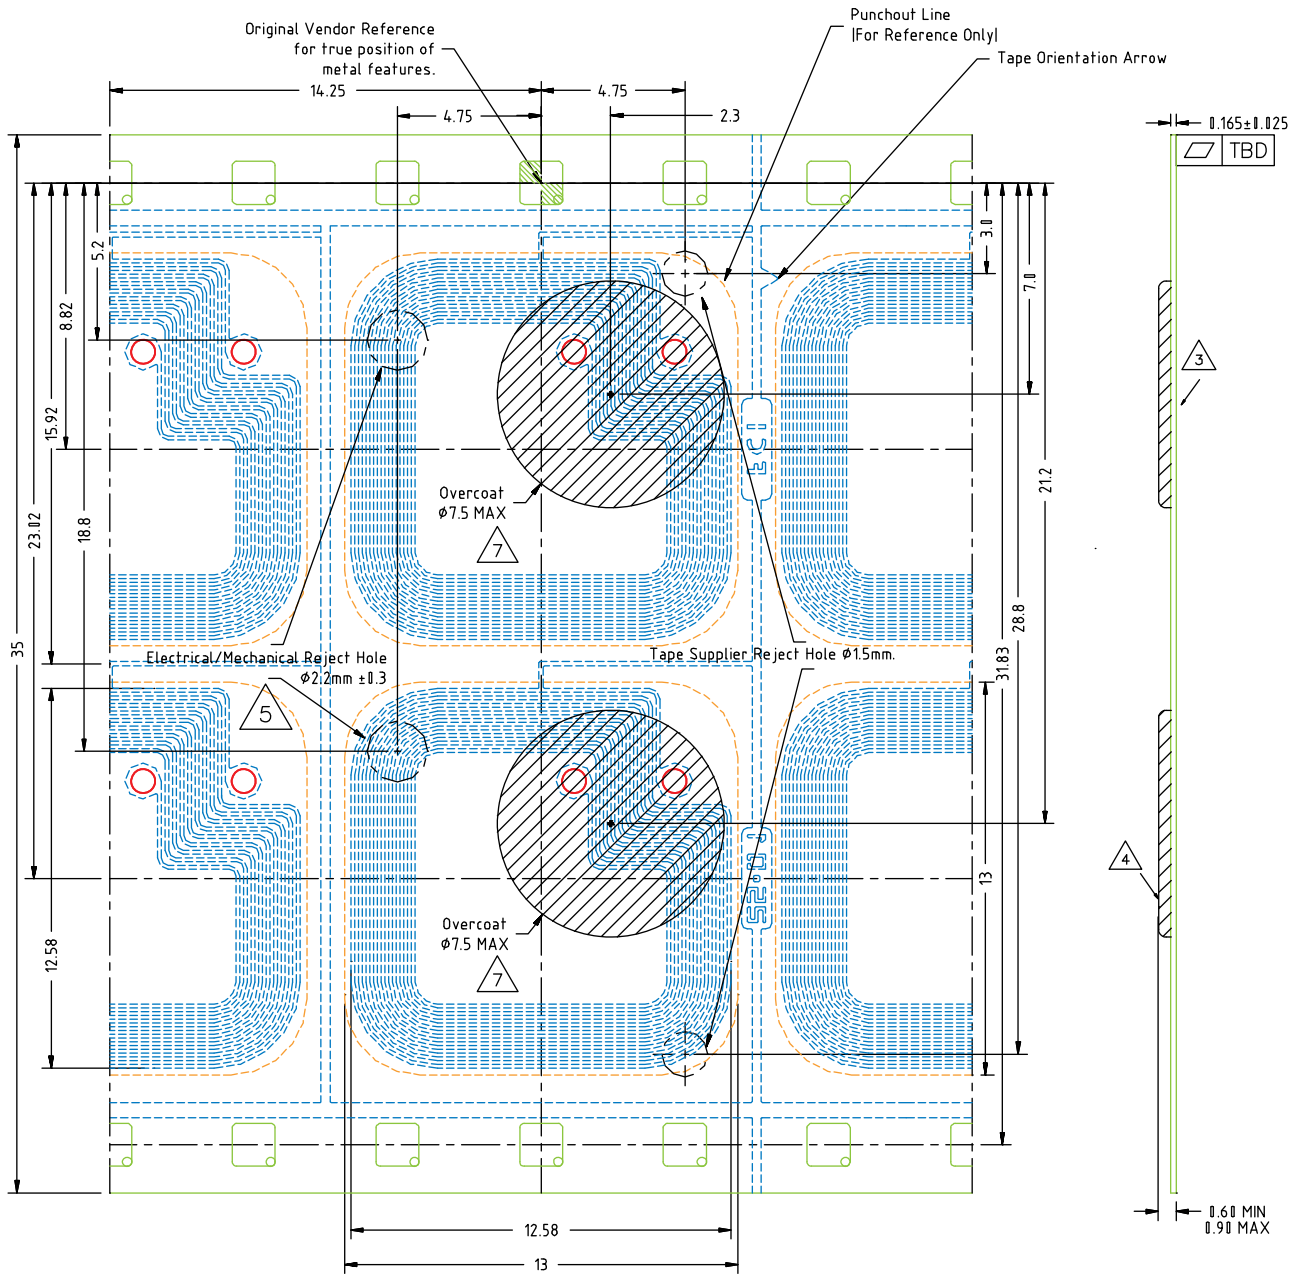 Original Vendor Reference
for true position of
metal features.
Punchout Line
|For Reference Only|
Tape Orientation Arrow
14.25
4.75
4.75
2.3
0.165±0.025
TBD
5.2
8.82
15.92
23.02
18.8
35
12.58
3.0
7.0
21.2
28.8
31.83
13
3
4
Overcoat
ϕ7.5 MAX
7
ECI
Electrical/Mechanical Reject Hole
ϕ2.2mm ±0.3
5
Tape Supplier Reject Hole ϕ1.5mm.
Overcoat
ϕ7.5 MAX
7
12.58
13
0.60 MIN
0.90 MAX